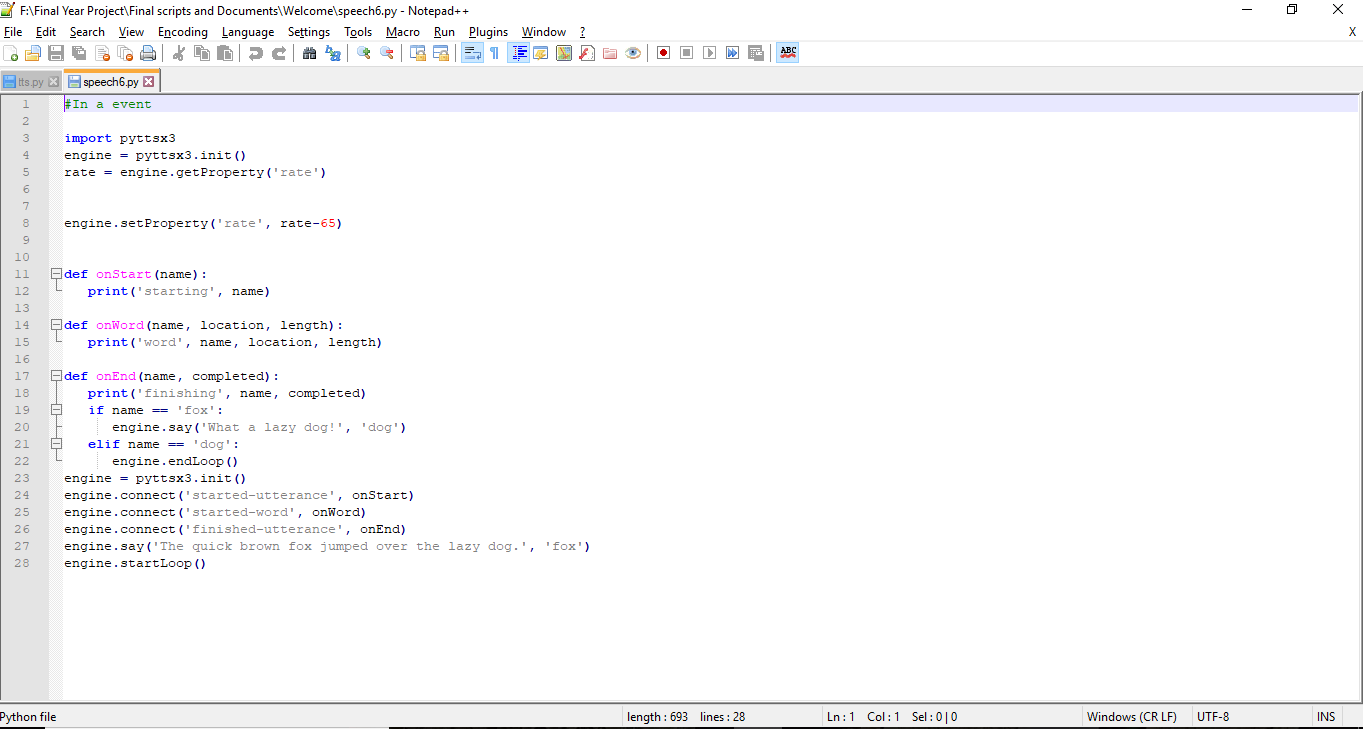 F:\Final Year Project\Final scripts and Documents\Welcome\speech6.py - Notepad++
File Edit Search View Encoding Language Settings Tools Macro Run Plugins Window ? X
ABC
tts.py speech6.py
1 #In a event
2
3 import pyttsx3
4 engine = pyttsx3.init()
5 rate = engine.getProperty('rate')
6
7
8 engine.setProperty('rate', rate-65)
9
10
11 def onStart(name):
12    print('starting', name)
13
14 def onWord(name, location, length):
15    print('word', name, location, length)
16
17 def onEnd(name, completed):
18    print('finishing', name, completed)
19    if name == 'fox':
20       engine.say('What a lazy dog!', 'dog')
21    elif name == 'dog':
22       engine.endLoop()
23 engine = pyttsx3.init()
24 engine.connect('started-utterance', onStart)
25 engine.connect('started-word', onWord)
26 engine.connect('finished-utterance', onEnd)
27 engine.say('The quick brown fox jumped over the lazy dog.', 'fox')
28 engine.startLoop()
Python file length : 693 lines : 28 Ln : 1 Col : 1 Sel : 0 | 0 Windows (CR LF) UTF-8 INS